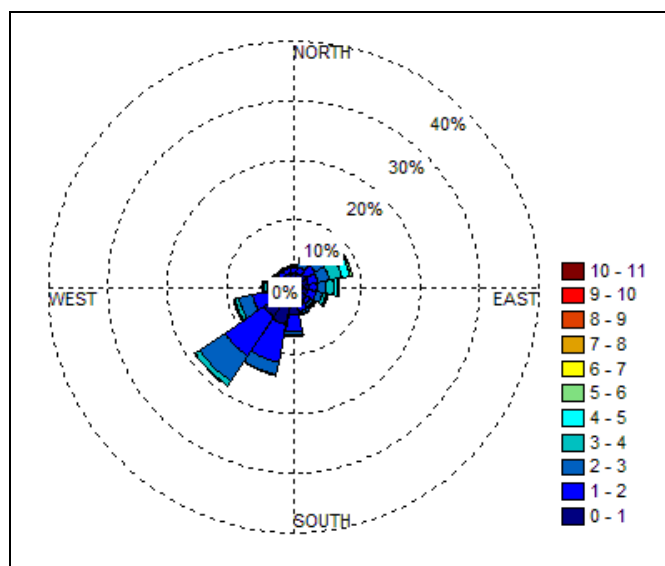 NORTH
40%
30%
20%
10%
0%
WEST
EAST
SOUTH
10 - 11
9 - 10
8 - 9
7 - 8
6 - 7
5 - 6
4 - 5
3 - 4
2 - 3
1 - 2
0 - 1